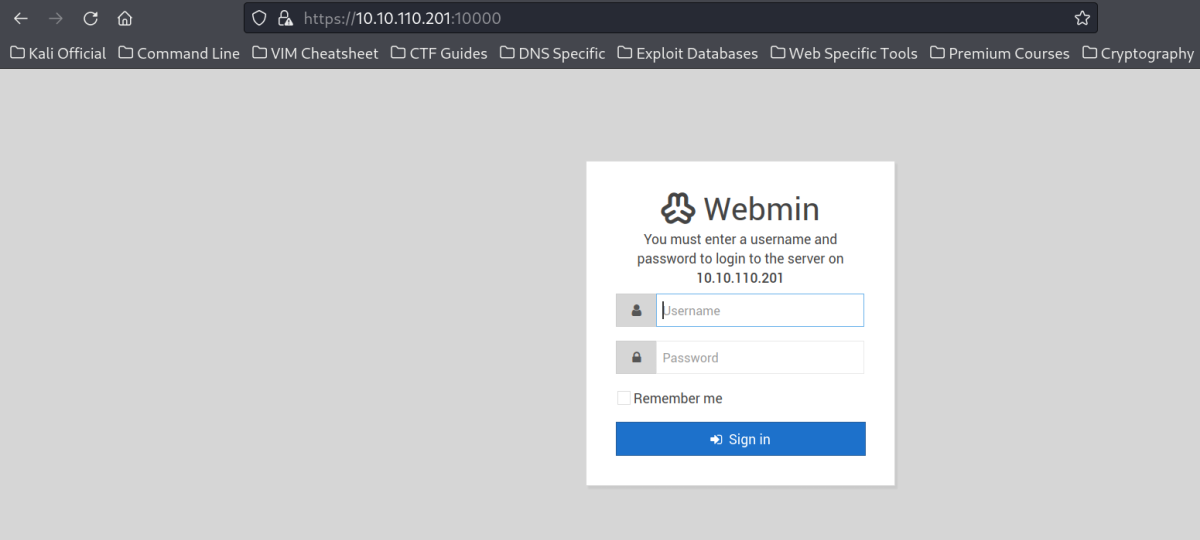 https://10.10.110.201:10000
Kali Official Command Line VIM Cheatsheet CTF Guides DNS Specific Exploit Databases Web Specific Tools Premium Courses Cryptography
Webmin
You must enter a username and
password to login to the server on
10.10.110.201
Username
Password
Remember me
Sign in